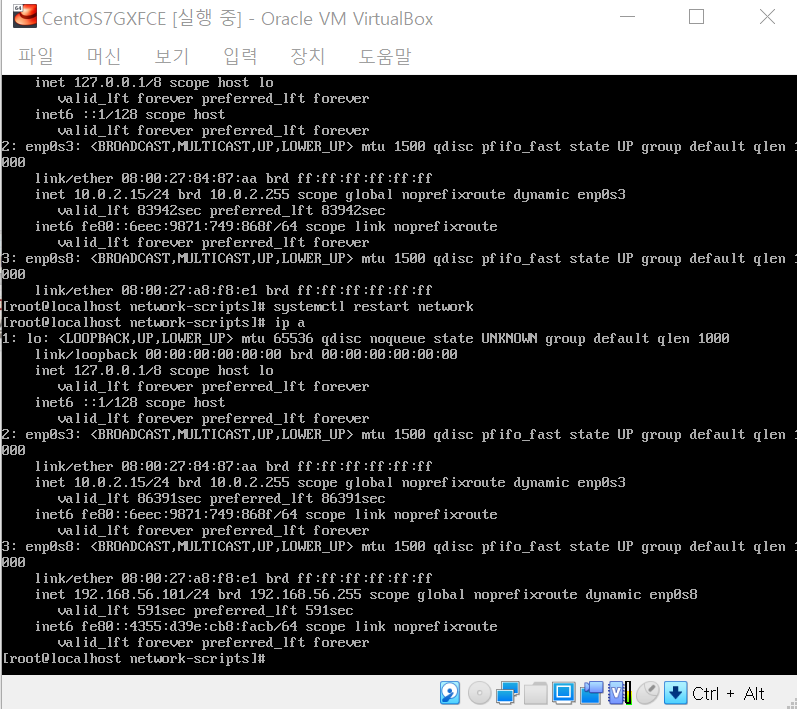 64
CentOS7GXFCE [실행 중] - Oracle VM VirtualBox
파일 머신 보기 입력 장치 도움말
inet 127.0.0.1/8 scope host lo
valid_lft forever preferred_lft forever
inet6 ::1/128 scope host
valid_lft forever preferred_lft forever
2: enp0s3: <BROADCAST,MULTICAST,UP,LOWER_UP> mtu 1500 qdisc pfifo_fast state UP group default qlen 1
000
link/ether 08:00:27:84:87:aa brd ff:ff:ff:ff:ff:ff
inet 10.0.2.15/24 brd 10.0.2.255 scope global noprefixroute dynamic enp0s3
valid_lft 83942sec preferred_lft 83942sec
inet6 fe80::6eec:9871:749:868f/64 scope link noprefixroute
valid_lft forever preferred_lft forever
3: enp0s8: <BROADCAST,MULTICAST,UP,LOWER_UP> mtu 1500 qdisc pfifo_fast state UP group default qlen 1
000
link/ether 08:00:27:a8:f8:e1 brd ff:ff:ff:ff:ff:ff
[root@localhost network-scripts]# systemctl restart network
[root@localhost network-scripts]# ip a
1: lo: <LOOPBACK,UP,LOWER_UP> mtu 65536 qdisc noqueue state UNKNOWN group default qlen 1000
link/loopback 00:00:00:00:00:00 brd 00:00:00:00:00:00
inet 127.0.0.1/8 scope host lo
valid_lft forever preferred_lft forever
inet6 ::1/128 scope host
valid_lft forever preferred_lft forever
2: enp0s3: <BROADCAST,MULTICAST,UP,LOWER_UP> mtu 1500 qdisc pfifo_fast state UP group default qlen 1
000
link/ether 08:00:27:84:87:aa brd ff:ff:ff:ff:ff:ff
inet 10.0.2.15/24 brd 10.0.2.255 scope global noprefixroute dynamic enp0s3
valid_lft 86391sec preferred_lft 86391sec
inet6 fe80::6eec:9871:749:868f/64 scope link noprefixroute
valid_lft forever preferred_lft forever
3: enp0s8: <BROADCAST,MULTICAST,UP,LOWER_UP> mtu 1500 qdisc pfifo_fast state UP group default qlen 1
000
link/ether 08:00:27:a8:f8:e1 brd ff:ff:ff:ff:ff:ff
inet 192.168.56.101/24 brd 192.168.56.255 scope global noprefixroute dynamic enp0s8
valid_lft 591sec preferred_lft 591sec
inet6 fe80::4355:d39e:cb8:facb/64 scope link noprefixroute
valid_lft forever preferred_lft forever
[root@localhost network-scripts]#
V Ctrl + Alt